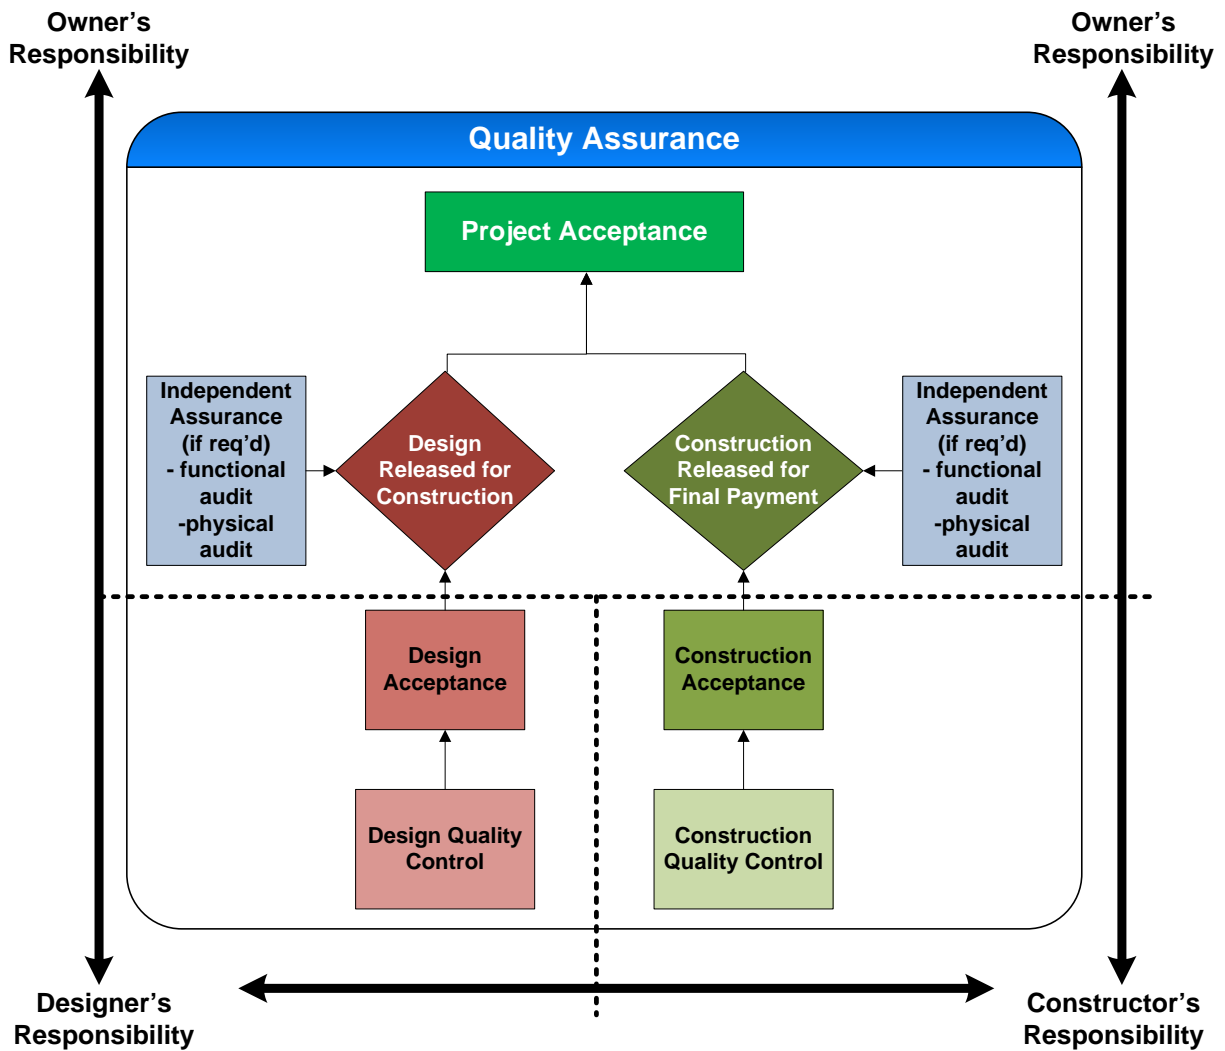 Owner’s
Responsibility
Owner’s
Responsibility
Quality Assurance
Project Acceptance
Independent
Assurance
(if req’d)
- functional
audit
-physical
audit
Design
Released for
Construction
Construction
Released for
Final Payment
Independent
Assurance
(if req’d)
- functional
audit
-physical
audit
Design
Acceptance
Construction
Acceptance
Design Quality
Control
Construction
Quality Control
Designer’s
Responsibility
Constructor’s
Responsibility